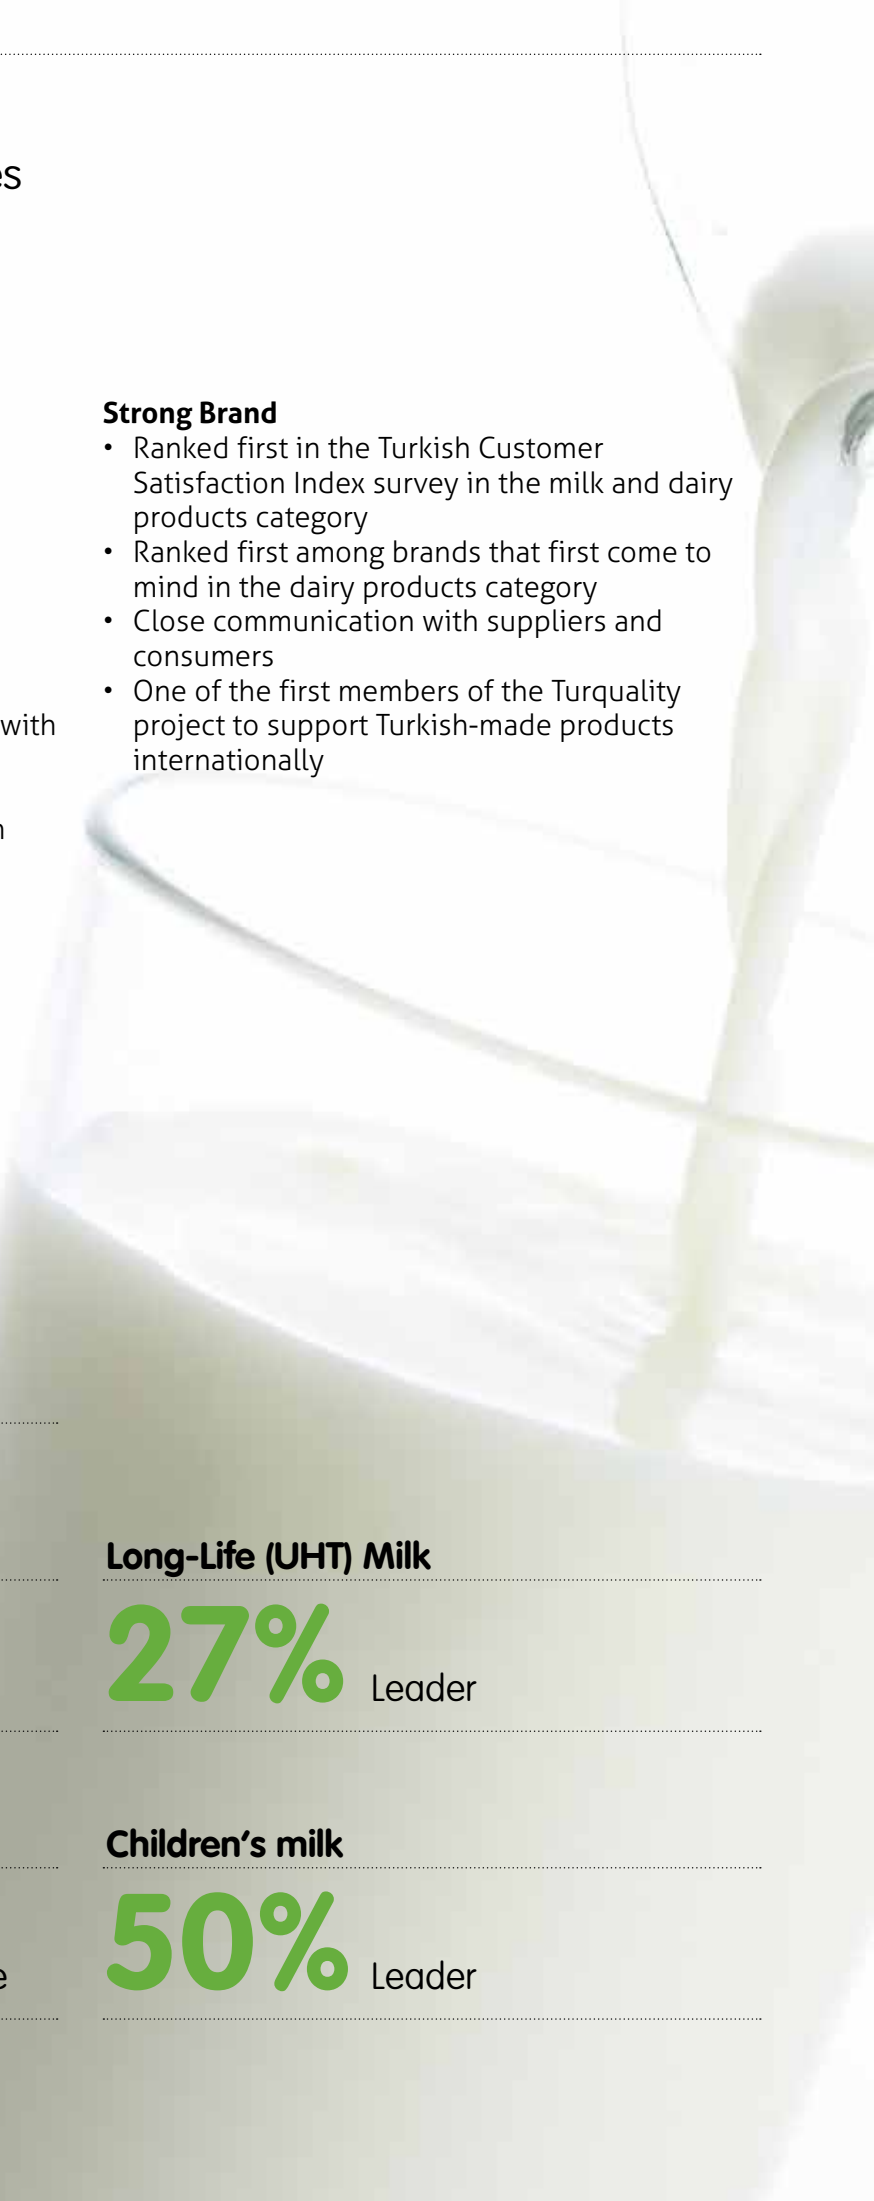 Strong Brand
• Ranked first in the Turkish Customer
Satisfaction Index survey in the milk and dairy
products category
• Ranked first among brands that first come to
mind in the dairy products category
• Close communication with suppliers and
consumers
• One of the first members of the Turquality
project to support Turkish-made products
internationally
with
Long-Life (UHT) Milk
27% Leader
Children's milk
50% Leader